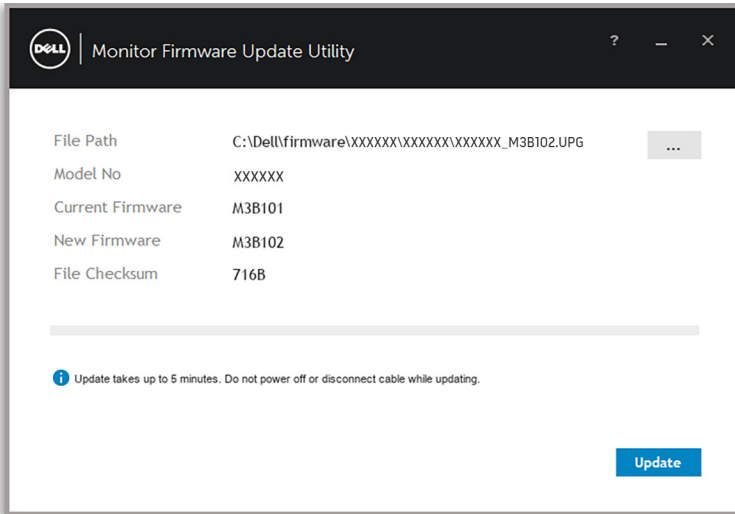 DELL
Monitor Firmware Update Utility
?
File Path C:\Dell\firmware\XXXXXX\XXXXXX\XXXXXX_M3B102.UPG ...
Model No XXXXXX
Current Firmware M3B101
New Firmware M3B102
File Checksum 716B
Update takes up to 5 minutes. Do not power off or disconnect cable while updating.
Update